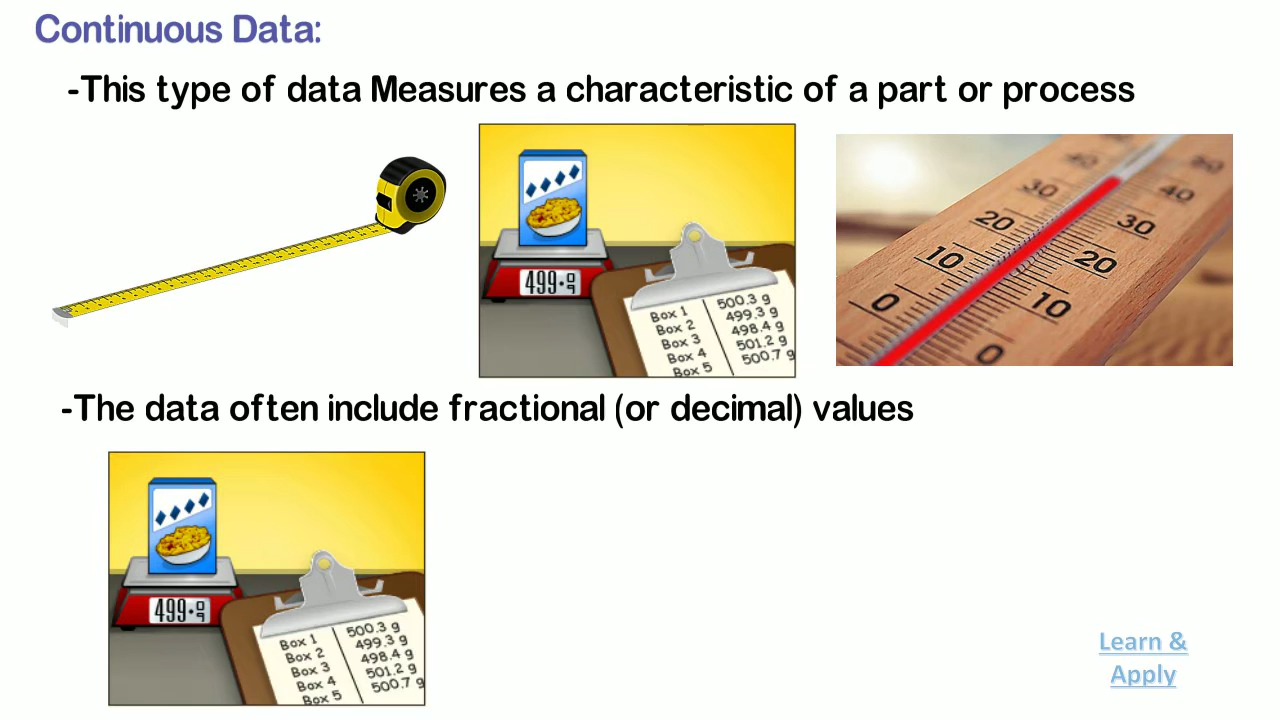 Continuous Data:
-This type of data Measures a characteristic of a part or process
Box 1 500.3 g
Box 2 499.3 g
Box 3 498.4 g
Box 4 501.2 g
Box 5 500.7 g
40 50
30 40
20 30
10 20
0 10
0
-The data often include fractional (or decimal) values
Box 1 500.3 g
Box 2 499.3 g
Box 3 498.4 g
Box 4 501.2 g
Box 5 500.7 g
Learn &
Apply